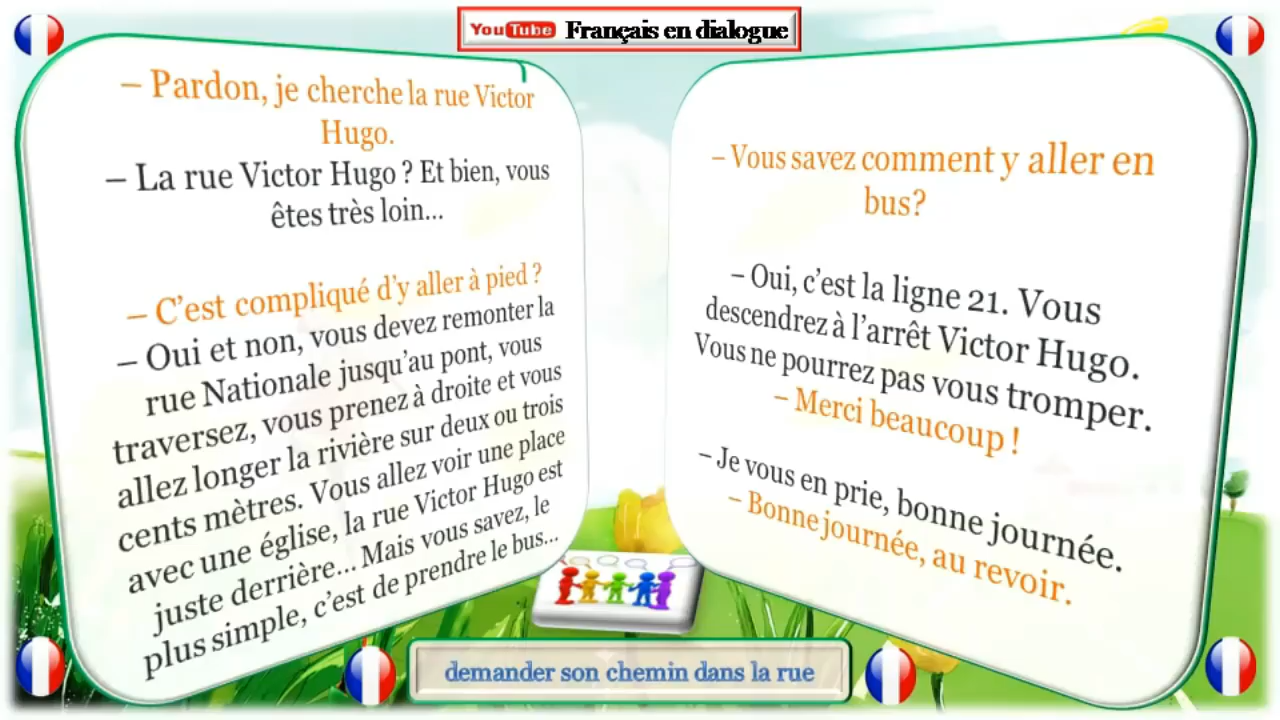 YouTube Français en dialogue
– Pardon, je cherche la rue Victor
Hugo.
– La rue Victor Hugo ? Et bien, vous
êtes très loin...
– C'est compliqué d'y aller à pied ?
– Oui et non, vous devez remonter la
rue Nationale jusqu'au pont, vous
traversez, vous prenez à droite et vous
allez longer la rivière sur deux ou trois
cents mètres. Vous allez voir une place
avec une église, la rue Victor Hugo est
juste derrière... Mais vous savez, le
plus simple, c'est de prendre le bus...
– Vous savez comment y aller en
bus?
– Oui, c'est la ligne 21. Vous
descendrez à l'arrêt Victor Hugo.
Vous ne pourrez pas vous tromper.
– Merci beaucoup !
– Je vous en prie, bonne journée.
– Bonne journée, au revoir.
demander son chemin dans la rue